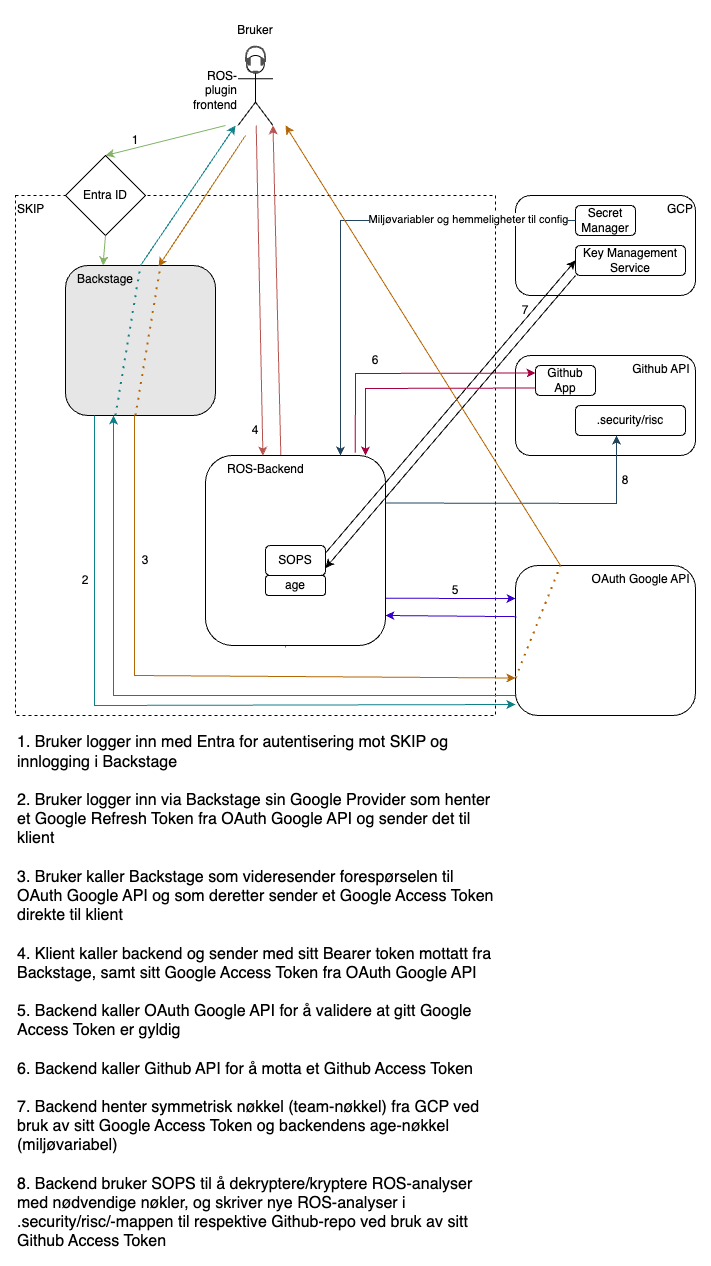 Bruker
ROS-
plugin
frontend
1
Entra ID
SKIP
Miljøvariabler og hemmeligheter til config
Secret
Manager
GCP
Key Management
Service
Backstage
7
6
Github API
Github
App
.security/risc
4
ROS-Backend
8
SOPS
age
3
2
5
OAuth Google API
1. Bruker logger inn med Entra for autentisering mot SKIP og
innlogging i Backstage
2. Bruker logger inn via Backstage sin Google Provider som henter
et Google Refresh Token fra OAuth Google API og sender det til
klient
3. Bruker kaller Backstage som videresender forespørselen til
OAuth Google API og som deretter sender et Google Access Token
direkte til klient
4. Klient kaller backend og sender med sitt Bearer token mottatt fra
Backstage, samt sitt Google Access Token fra OAuth Google API
5. Backend kaller OAuth Google API for å validere at gitt Google
Access Token er gyldig
6. Backend kaller Github API for å motta et Github Access Token
7. Backend henter symmetrisk nøkkel (team-nøkkel) fra GCP ved
bruk av sitt Google Access Token og backendens age-nøkkel
(miljøvariabel)
8. Backend bruker SOPS til å dekryptere/kryptere ROS-analyser
med nødvendige nøkler, og skriver nye ROS-analyser i
.security/risc/-mappen til respektive Github-repo ved bruk av sitt
Github Access Token